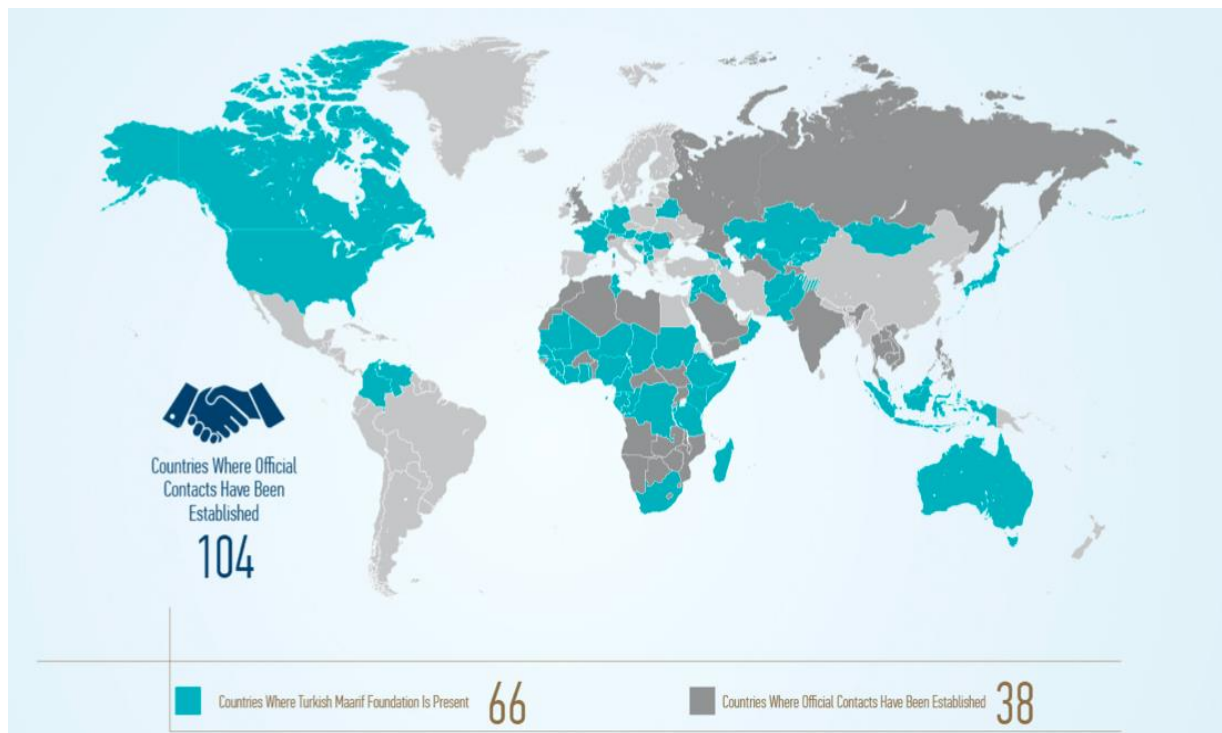 Countries Where Official
Contacts Have Been
Established
104
Countries Where Turkish Maarif Foundation Is Present 66
Countries Where Official Contacts Have Been Established 38